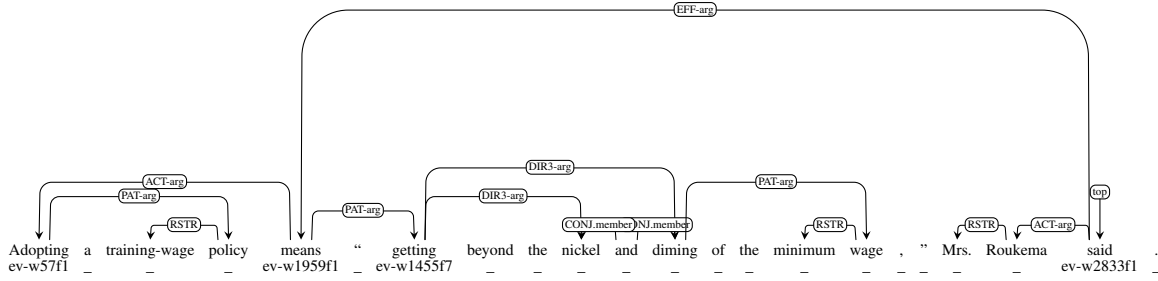 EFF-arg
DIR3-arg
top
ACT-arg PAT-arg
PAT-arg DIR3-arg
PAT-arg
RSTR CONJ.member NJ.member RSTR RSTR ACT-arg
Adopting a training-wage policy means “ getting beyond the nickel and diming of the minimum wage , ” Mrs. Roukema said .
ev-w57f1 _ _ _ ev-w1959f1 _ ev-w1455f7 _ _ _ _ _ _ _ _ _ _ _ _ _ ev-w2833f1 _